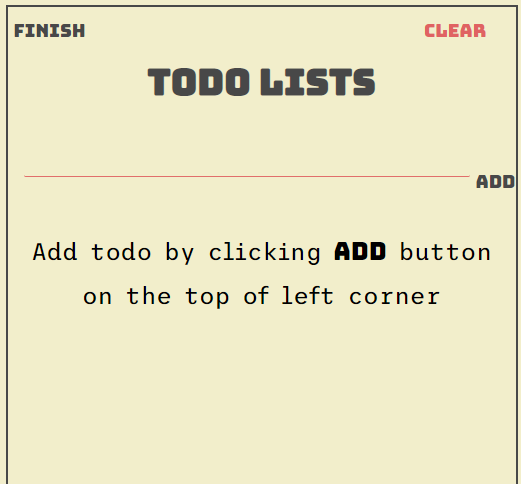 FINISH CLEAR
TODO LISTS
ADD
Add todo by clicking ADD button
on the top of left corner